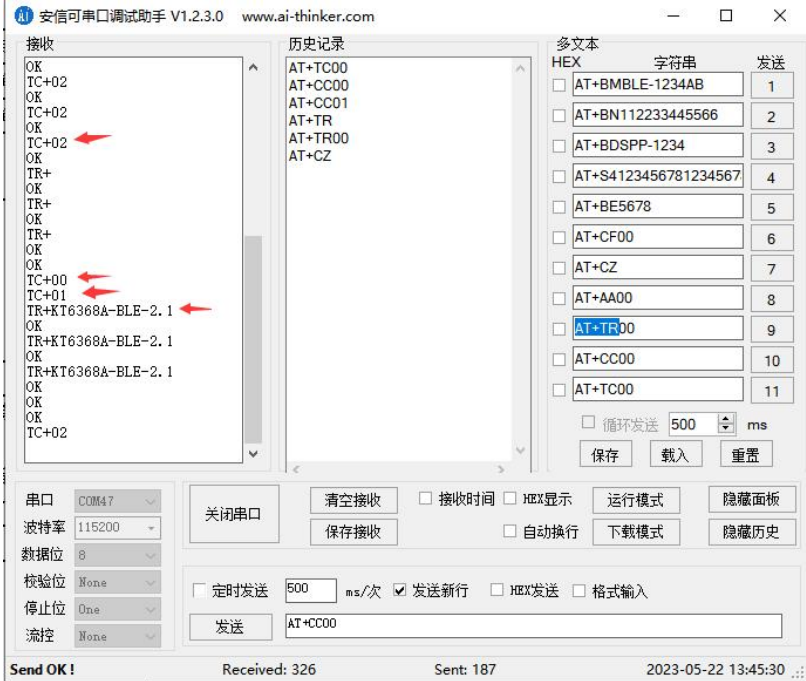 安信可串口调试助手 V1.2.3.0 www.ai-thinker.com
接收
OK
TC+02
OK
TC+02
OK
TC+02
OK
TR+
OK
TR+
OK
TR+
OK
OK
TC+00
TC+01
TR+KT6368A-BLE-2.1
OK
TR+KT6368A-BLE-2.1
OK
TR+KT6368A-BLE-2.1
OK
OK
OK
TC+02
历史记录
AT+TC00
AT+CC00
AT+CC01
AT+TR
AT+TR00
AT+CZ
多文本
HEX 字符串 发送
AT+BMBLE-1234AB 1
AT+BN112233445566 2
AT+BDSPP-1234 3
AT+S4123456781234567 4
AT+BE5678 5
AT+CF00 6
AT+CZ 7
AT+AA00 8
AT+TR00 9
AT+CC00 10
AT+TC00 11
循环发送 500 ms
保存 载入 重置
串口 COM47
波特率 115200
数据位 8
校验位 None
停止位 One
流控 None
关闭串口
清空接收 接收时间 HEX显示 运行模式 隐藏面板
保存接收 自动换行 下载模式 隐藏历史
定时发送 500 ms/次 发送新行 HEX发送 格式输入
发送 AT+CC00
Send OK! Received: 326 Sent: 187 2023-05-22 13:45:30